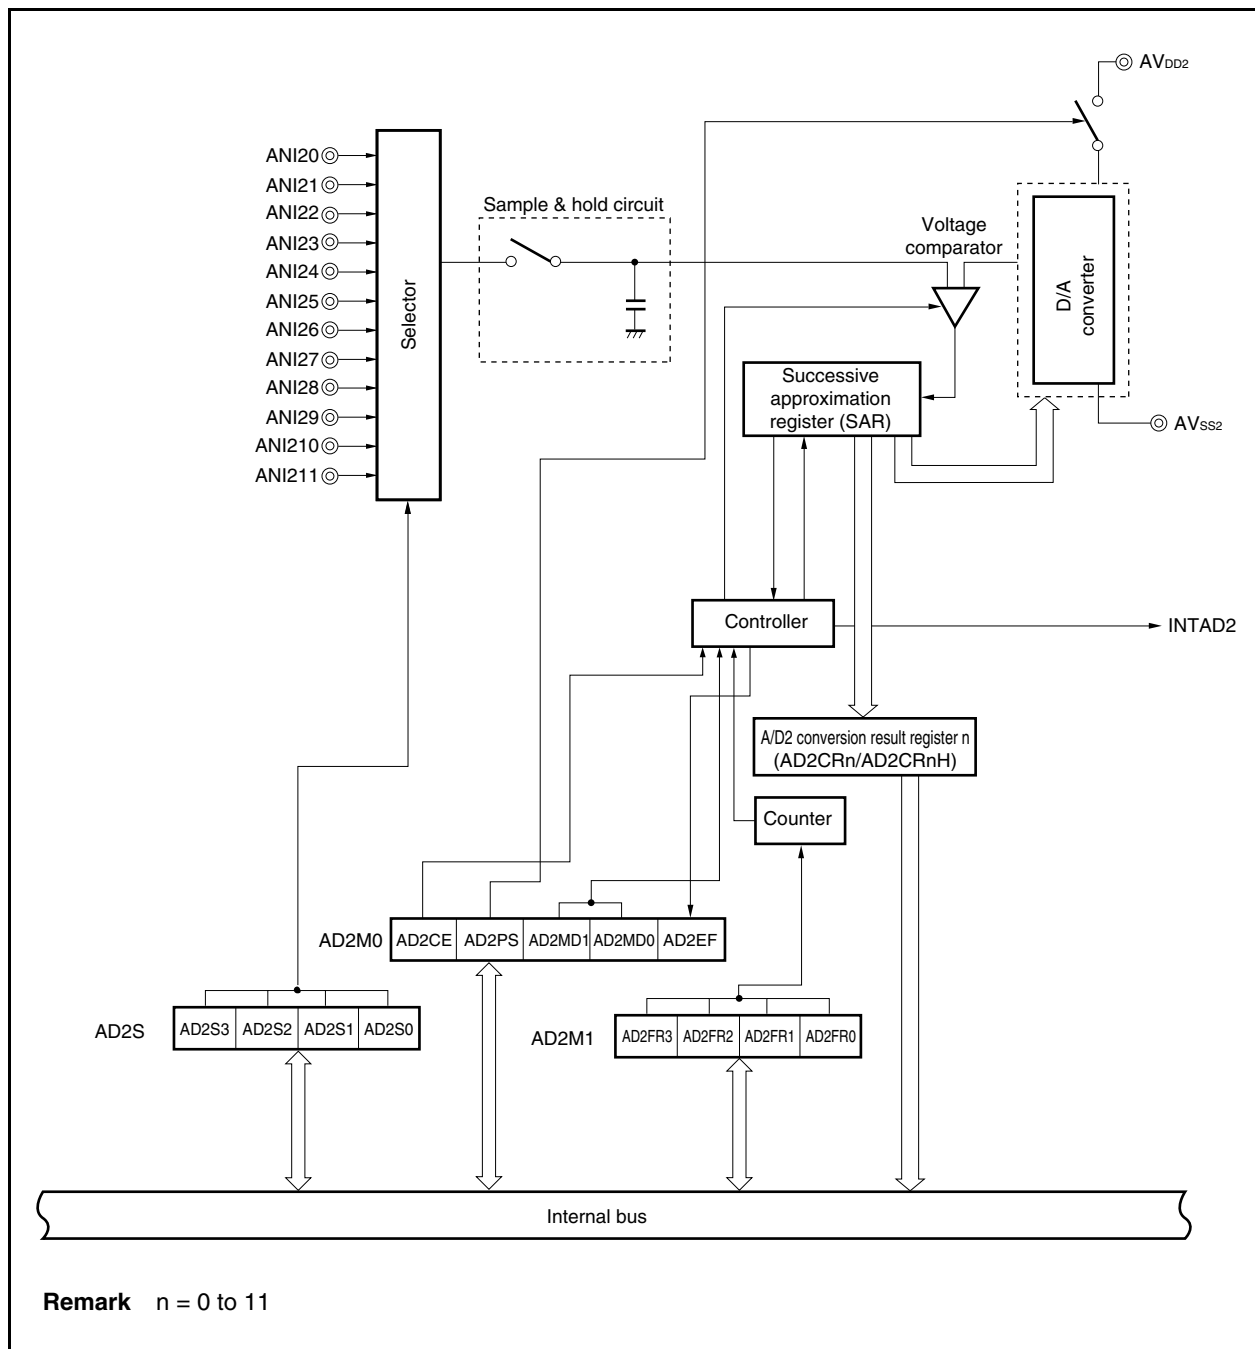 AVDD2
ANI20
ANI21
ANI22
ANI23
ANI24
ANI25
ANI26
ANI27
ANI28
ANI29
ANI210
ANI211
Selector
Sample & hold circuit
Voltage
comparator
D/A
converter
AVSS2
Successive
approximation
register (SAR)
Controller
INTAD2
A/D2 conversion result register n
(AD2CRn/AD2CRnH)
Counter
AD2M0
AD2CE
AD2PS
AD2MD1
AD2MD0
AD2EF
AD2S
AD2S3
AD2S2
AD2S1
AD2S0
AD2M1
AD2FR3
AD2FR2
AD2FR1
AD2FR0
Internal bus
Remark n = 0 to 11